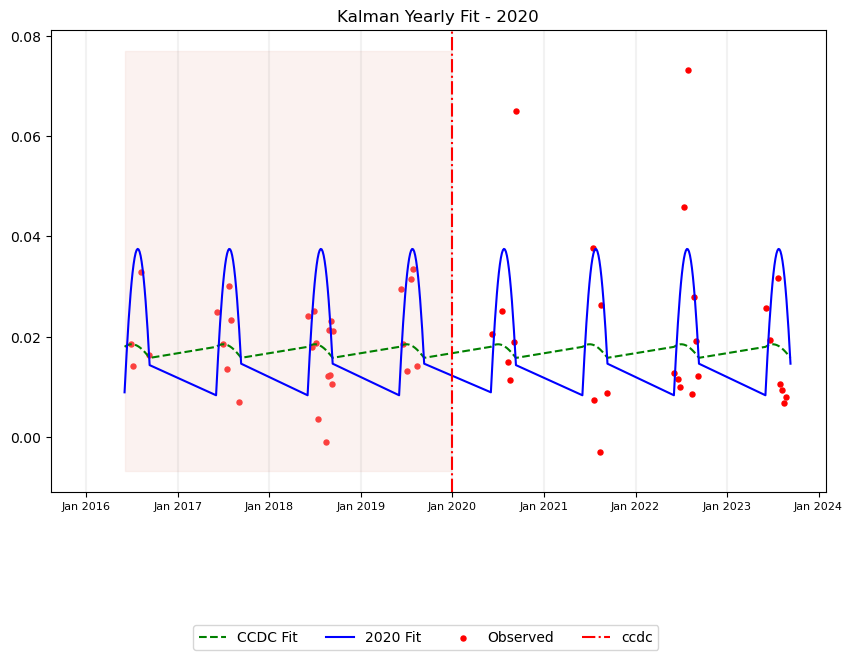 Kalman Yearly Fit - 2020
0.08
0.06
0.04
0.02
0.00
Jan 2016 Jan 2017 Jan 2018 Jan 2019 Jan 2020 Jan 2021 Jan 2022 Jan 2023 Jan 2024
CCDC Fit 2020 Fit Observed ccdc